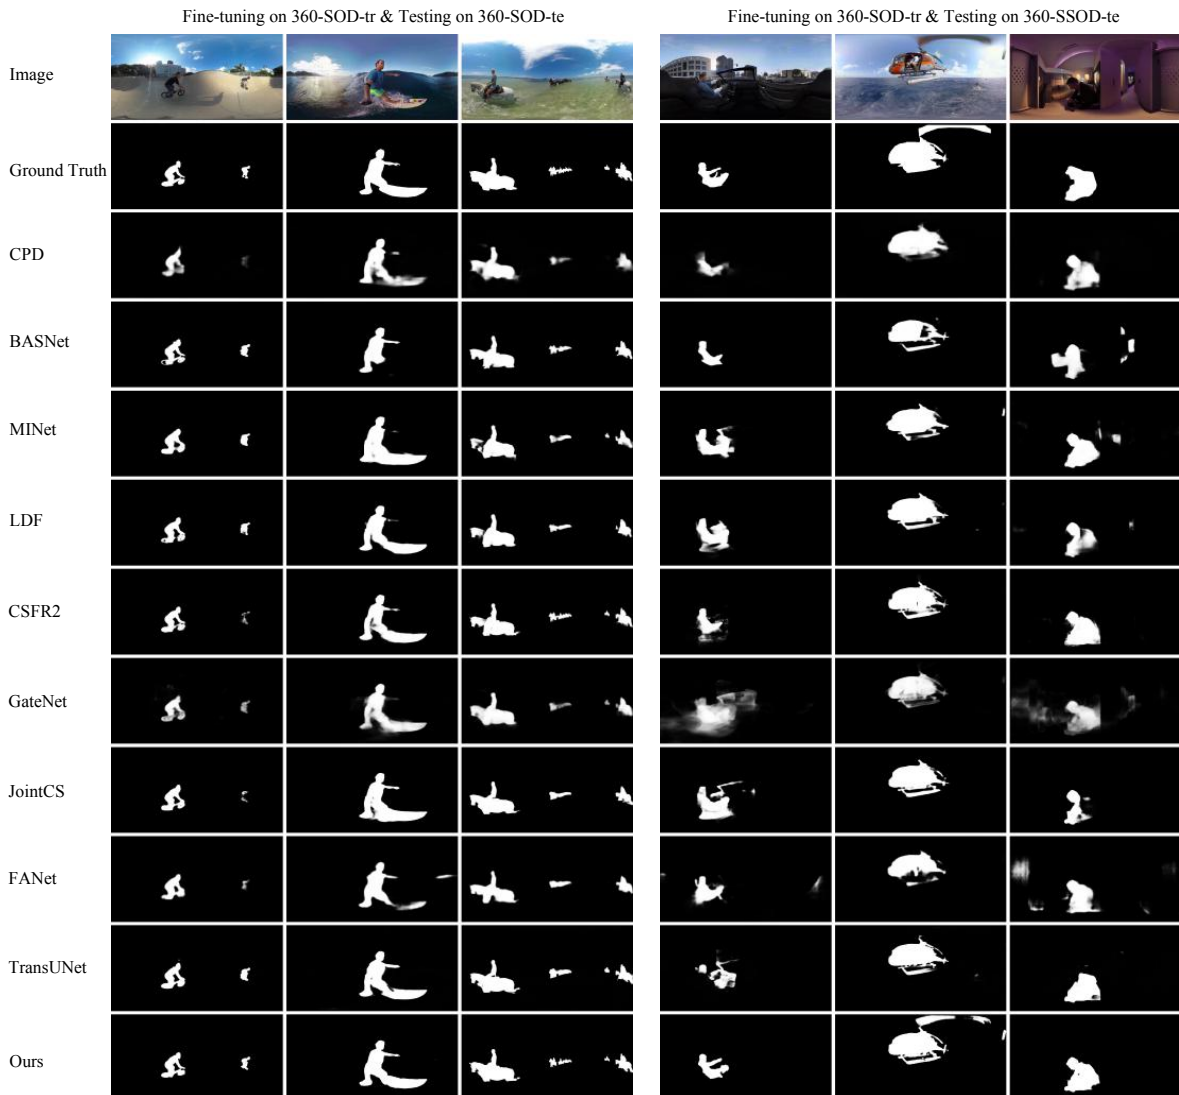 Fine-tuning on 360-SOD-tr & Testing on 360-SOD-te
Fine-tuning on 360-SOD-tr & Testing on 360-SSOD-te
Image
Ground Truth
CPD
BASNet
MINet
LDF
CSFR2
GateNet
JointCS
FANet
TransUNet
Ours